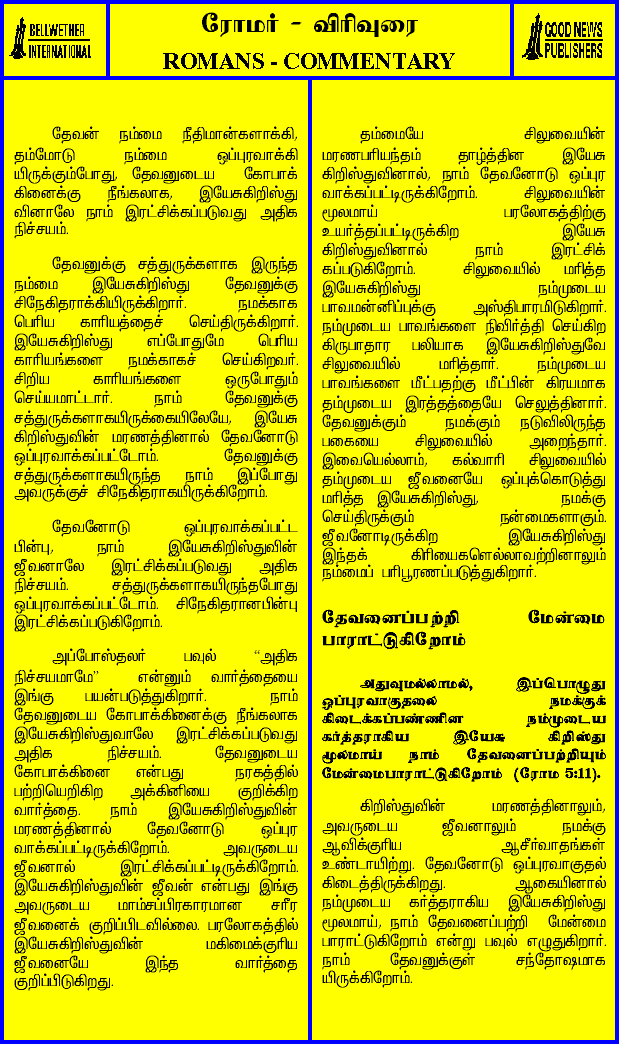 BELLWETHER
INTERNATIONAL
ரோமர் - விரிவுரை
ROMANS - COMMENTARY
GOOD NEWS
PUBLISHERS
தேவன் நம்மை நீதிமான்களாக்கி,
தம்மோடு நம்மை ஒப்புரவாக்கி
யிருக்கும்போது, தேவனுடைய கோபாக்
கினைக்கு நீங்கலாக, இயேசுகிறிஸ்து
வினாலே நாம் இரட்சிக்கப்படுவது அதிக
நிச்சயம்.
தேவனுக்கு சத்துருக்களாக இருந்த
நம்மை இயேசுகிறிஸ்து தேவனுக்கு
சிநேகிதராக்கியிருக்கிறார். நமக்காக
பெரிய காரியத்தைச் செய்திருக்கிறார்.
இயேசுகிறிஸ்து எப்போதுமே பெரிய
காரியங்களை நமக்காகச் செய்கிறவர்.
சிறிய காரியங்களை ஒருபோதும்
செய்யமாட்டார். நாம் தேவனுக்கு
சத்துருக்களாகயிருக்கையிலேயே, இயேசு
கிறிஸ்துவின் மரணத்தினால் தேவனோடு
ஒப்புரவாக்கப்பட்டோம். தேவனுக்கு
சத்துருக்களாகயிருந்த நாம் இப்போது
அவருக்குச் சிநேகிதராகயிருக்கிறோம்.
தேவனோடு ஒப்புரவாக்கப்பட்ட
பின்பு, நாம் இயேசுகிறிஸ்துவின்
ஜீவனாலே இரட்சிக்கப்படுவது அதிக
நிச்சயம். சத்துருக்களாகயிருந்தபோது
ஒப்புரவாக்கப்பட்டோம். சிநேகிதரானபின்பு
இரட்சிக்கப்படுகிறோம்.
அப்போஸ்தலர் பவுல் “அதிக
நிச்சயமாமே” என்னும் வார்த்தையை
இங்கு பயன்படுத்துகிறார். நாம்
தேவனுடைய கோபாக்கினைக்கு நீங்கலாக
இயேசுகிறிஸ்துவாலே இரட்சிக்கப்படுவது
அதிக நிச்சயம். தேவனுடைய
கோபாக்கினை என்பது நரகத்தில்
பற்றியெறிகிற அக்கினியை குறிக்கிற
வார்த்தை. நாம் இயேசுகிறிஸ்துவின்
மரணத்தினால் தேவனோடு ஒப்புர
வாக்கப்பட்டிருக்கிறோம். அவருடைய
ஜீவனால் இரட்சிக்கப்பட்டிருக்கிறோம்.
இயேசுகிறிஸ்துவின் ஜீவன் என்பது இங்கு
அவருடைய மாம்சப்பிரகாரமான சரீர
ஜீவனைக் குறிப்பிடவில்லை. பரலோகத்தில்
இயேசுகிறிஸ்துவின் மகிமைக்குரிய
ஜீவனையே இந்த வார்த்தை
குறிப்பிடுகிறது.
தம்மையே சிலுவையின்
மரணபரியந்தம் தாழ்த்தின இயேசு
கிறிஸ்துவினால், நாம் தேவனோடு ஒப்புர
வாக்கப்பட்டிருக்கிறோம். சிலுவையின்
மூலமாய் பரலோகத்திற்கு
உயர்த்தப்பட்டிருக்கிற இயேசு
கிறிஸ்துவினால் நாம் இரட்சிக்
கப்படுகிறோம். சிலுவையில் மரித்த
இயேசுகிறிஸ்து நம்முடைய
பாவமன்னிப்புக்கு அஸ்திபாரமிடுகிறார்.
நம்முடைய பாவங்களை நிவிர்த்தி செய்கிற
கிருபாதார பலியாக இயேசுகிறிஸ்துவே
சிலுவையில் மரித்தார். நம்முடைய
பாவங்களை மீட்பதற்கு மீட்பின் கிரயமாக
தம்முடைய இரத்தத்தையே செலுத்தினார்.
தேவனுக்கும் நமக்கும் நடுவிலிருந்த
பகையை சிலுவையில் அறைந்தார்.
இவையெல்லாம், கல்வாரி சிலுவையில்
தம்முடைய ஜீவனையே ஒப்புக்கொடுத்து
மரித்த இயேசுகிறிஸ்து, நமக்கு
செய்திருக்கும் நன்மைகளாகும்.
ஜீவனோடிருக்கிற இயேசுகிறிஸ்து
இந்தக் கிரியைகளெல்லாவற்றினாலும்
நம்மைப் பரிபூரணப்படுத்துகிறார்.
தேவனைப்பற்றி மேன்மை
பாராட்டுகிறோம்
அதுவுமல்லாமல், இப்பொழுது
ஒப்புரவாகுதலை நமக்குக்
கிடைக்கப்பண்ணின நம்முடைய
கர்த்தராகிய இயேசு கிறிஸ்து
மூலமாய் நாம் தேவனைப்பற்றியும்
மேன்மைபாராட்டுகிறோம் (ரோம 5:11).
கிறிஸ்துவின் மரணத்தினாலும்,
அவருடைய ஜீவனாலும் நமக்கு
ஆவிக்குரிய ஆசீர்வாதங்கள்
உண்டாயிற்று. தேவனோடு ஒப்புரவாகுதல்
கிடைத்திருக்கிறது. ஆகையினால்
நம்முடைய கர்த்தராகிய இயேசுகிறிஸ்து
மூலமாய், நாம் தேவனைப்பற்றி மேன்மை
பாராட்டுகிறோம் என்று பவுல் எழுதுகிறார்.
நாம் தேவனுக்குள் சந்தோஷமாக
யிருக்கிறோம்.